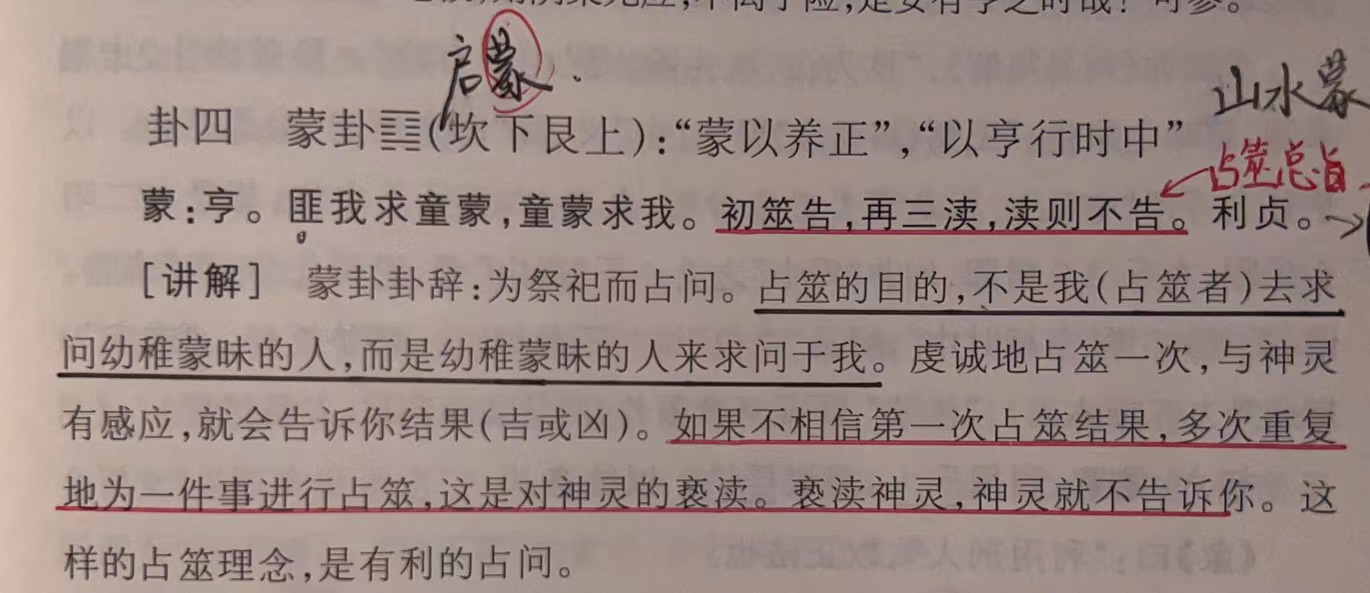 启蒙.
山水蒙
卦四 蒙卦䷃(坎下艮上):“蒙以养正”,“以亨行时中”
占筮总旨
蒙:亨。匪我求童蒙,童蒙求我。初筮告,再三渎,渎则不告。利贞。
[讲解] 蒙卦卦辞:为祭祀而占问。占筮的目的,不是我(占筮者)去求
问幼稚蒙昧的人,而是幼稚蒙昧的人来求问于我。虔诚地占筮一次,与神灵
有感应,就会告诉你结果(吉或凶)。如果不相信第一次占筮结果,多次重复
地为一件事进行占筮,这是对神灵的亵渎。亵渎神灵,神灵就不告诉你。这
样的占筮理念,是有利的占问。